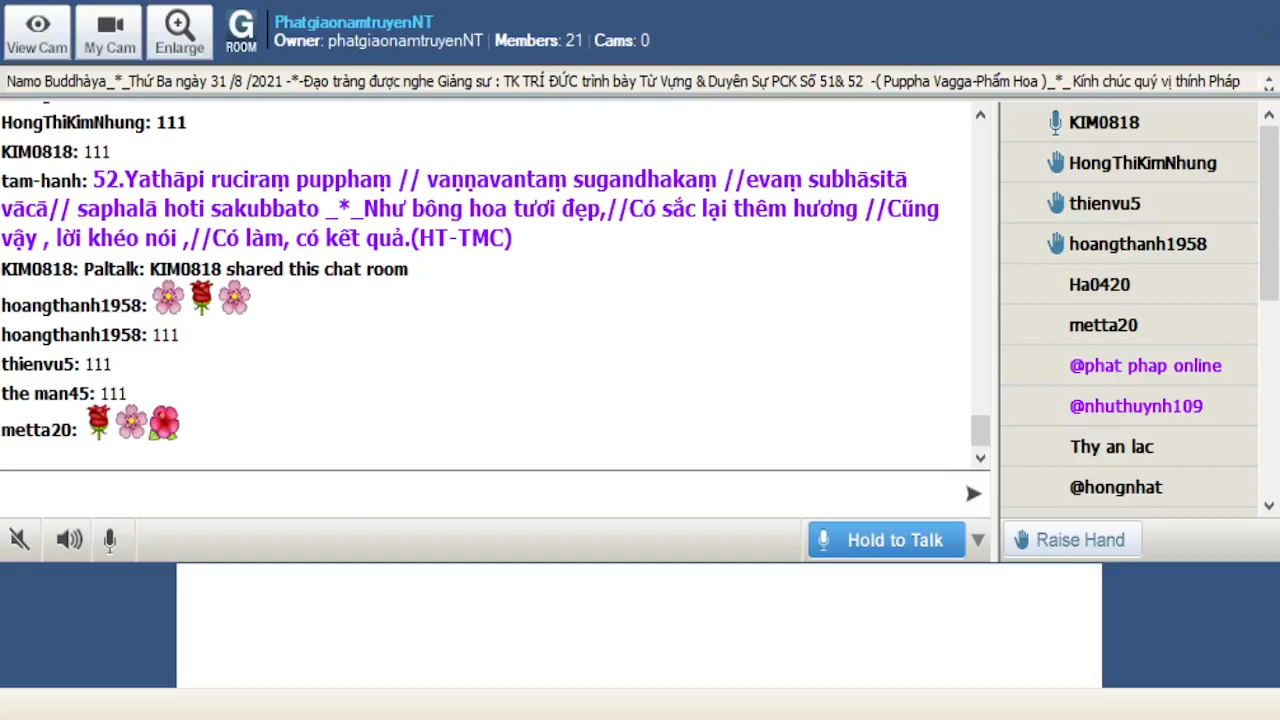 View Cam
My Cam
Enlarge
G
ROOM
PhatgiaonamtruyenNT
Owner: phatgiaonamtruyenNT | Members: 21 | Cams: 0
Namo Buddhàya_*_Thứ Ba ngày 31 /8 /2021 -*-Đạo tràng được nghe Giảng sư : TK TRÍ ĐỨC trình bày Từ Vựng & Duyên Sự PCK Số 51& 52 -( Puppha Vagga-Phẩm Hoa )_*_ Kính chúc quý vị thính Pháp
HongThiKimNhung: 111
KIM0818: 111
tam-hanh: 52.Yathāpi ruciraṃ pupphaṃ // vaṇṇavantaṃ sugandhakaṃ //evaṃ subhāsitā
vācā// saphalā hoti sakubbato _*_Như bông hoa tươi đẹp,//Có sắc lại thêm hương //Cũng
vậy , lời khéo nói ,//Có làm, có kết quả.(HT-TMC)
KIM0818: Paltalk: KIM0818 shared this chat room
hoangthanh1958:
hoangthanh1958: 111
thienvu5: 111
the man45: 111
metta20:
KIM0818
HongThiKimNhung
thienvu5
hoangthanh1958
Ha0420
metta20
@phat phap online
@nhuthuynh109
Thy an lac
@hongnhat
Hold to Talk
Raise Hand